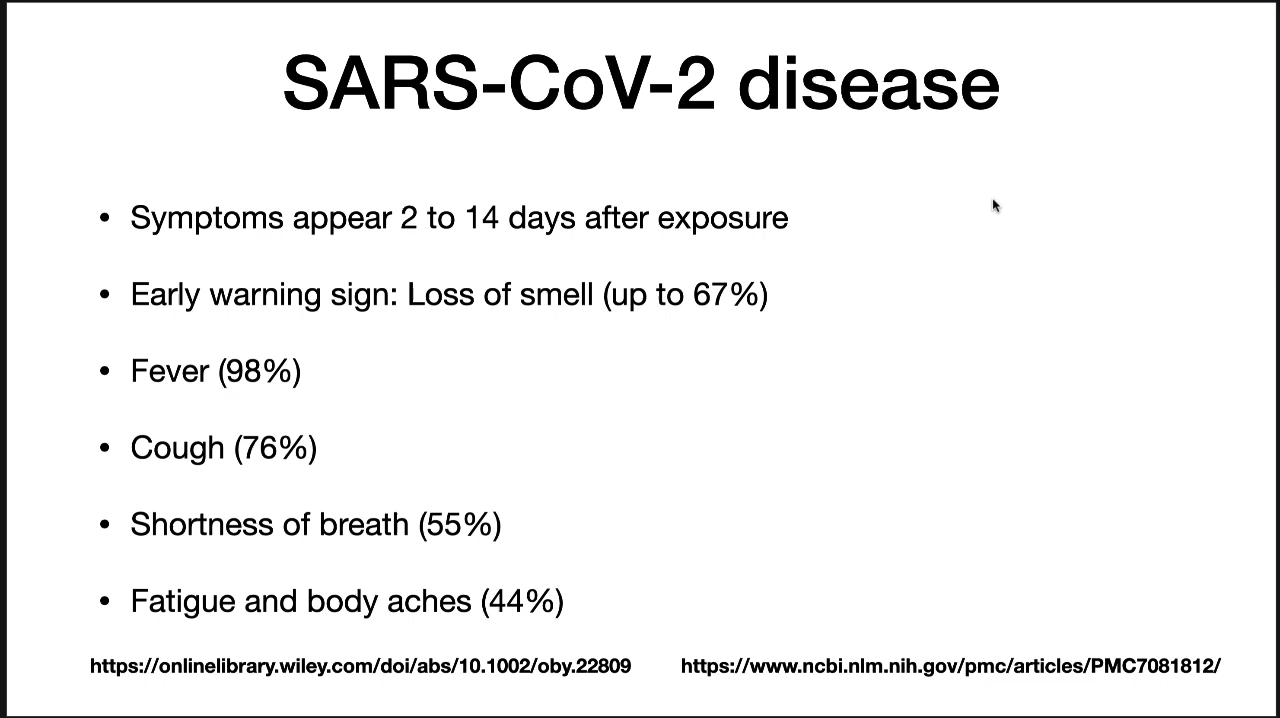 SARS-CoV-2 disease
• Symptoms appear 2 to 14 days after exposure
• Early warning sign: Loss of smell (up to 67%)
• Fever (98%)
• Cough (76%)
• Shortness of breath (55%)
• Fatigue and body aches (44%)
https://onlinelibrary.wiley.com/doi/abs/10.1002/oby.22809 https://www.ncbi.nlm.nih.gov/pmc/articles/PMC7081812/